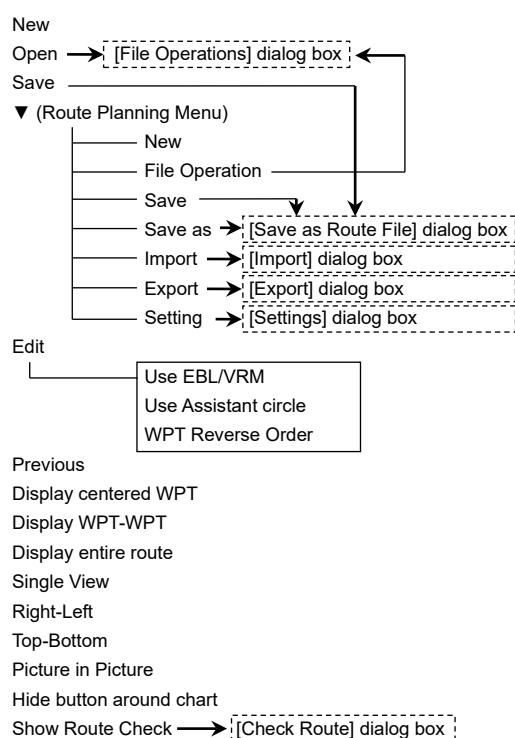 New
Open [File Operations] dialog box
Save
▼ (Route Planning Menu)
New
File Operation
Save
Save as [Save as Route File] dialog box
Import [Import] dialog box
Export [Export] dialog box
Setting [Settings] dialog box
Edit
Use EBL/VRM
Use Assistant circle
WPT Reverse Order
Previous
Display centered WPT
Display WPT-WPT
Display entire route
Single View
Right-Left
Top-Bottom
Picture in Picture
Hide button around chart
Show Route Check [Check Route] dialog box